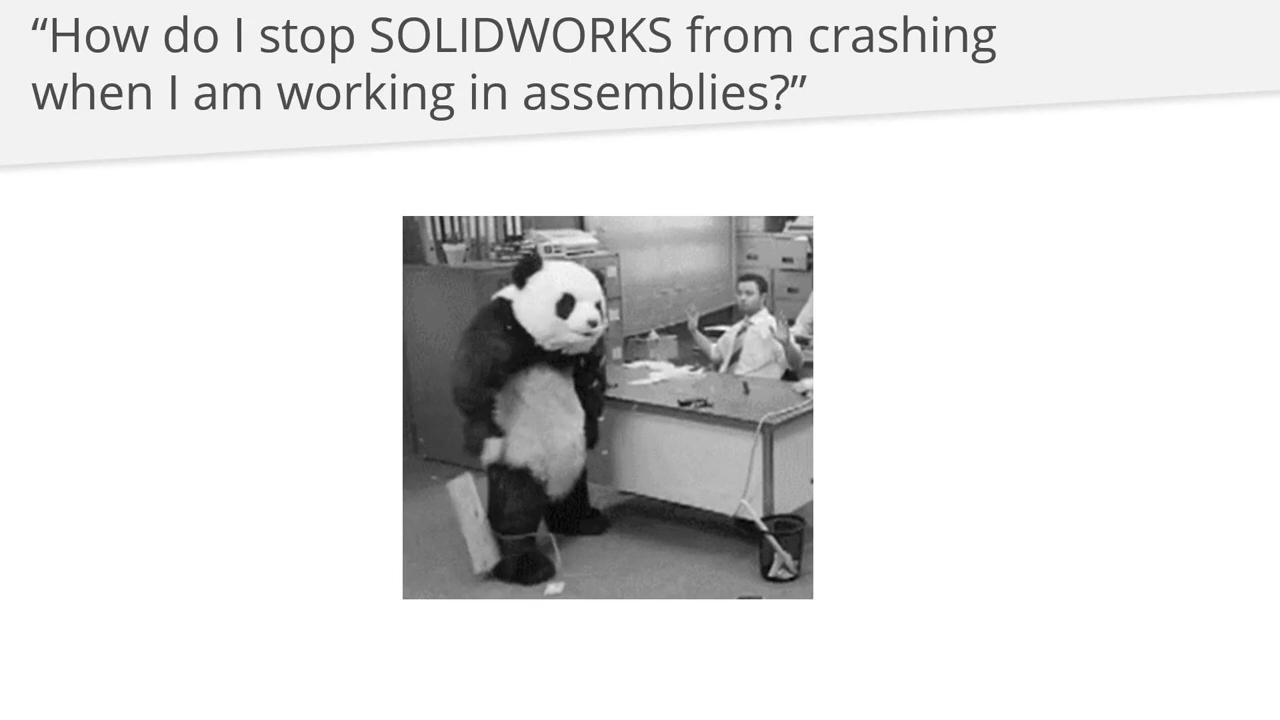 “How do I stop SOLIDWORKS from crashing
when I am working in assemblies?”